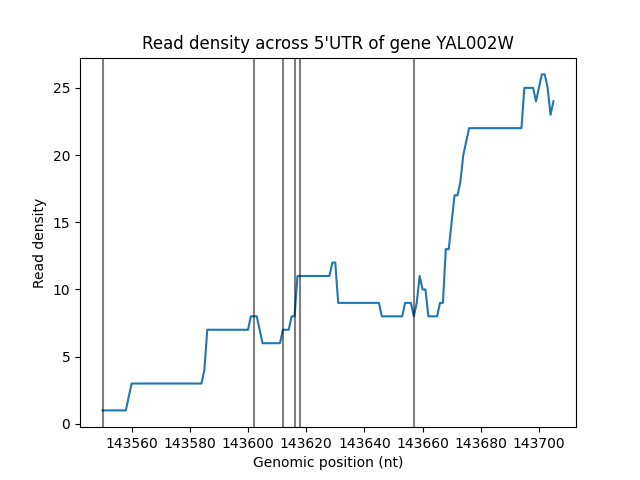 Read density across 5'UTR of gene YAL002W
25
20
15
10
5
0
Read density
143560 143580 143600 143620 143640 143660 143680 143700
Genomic position (nt)